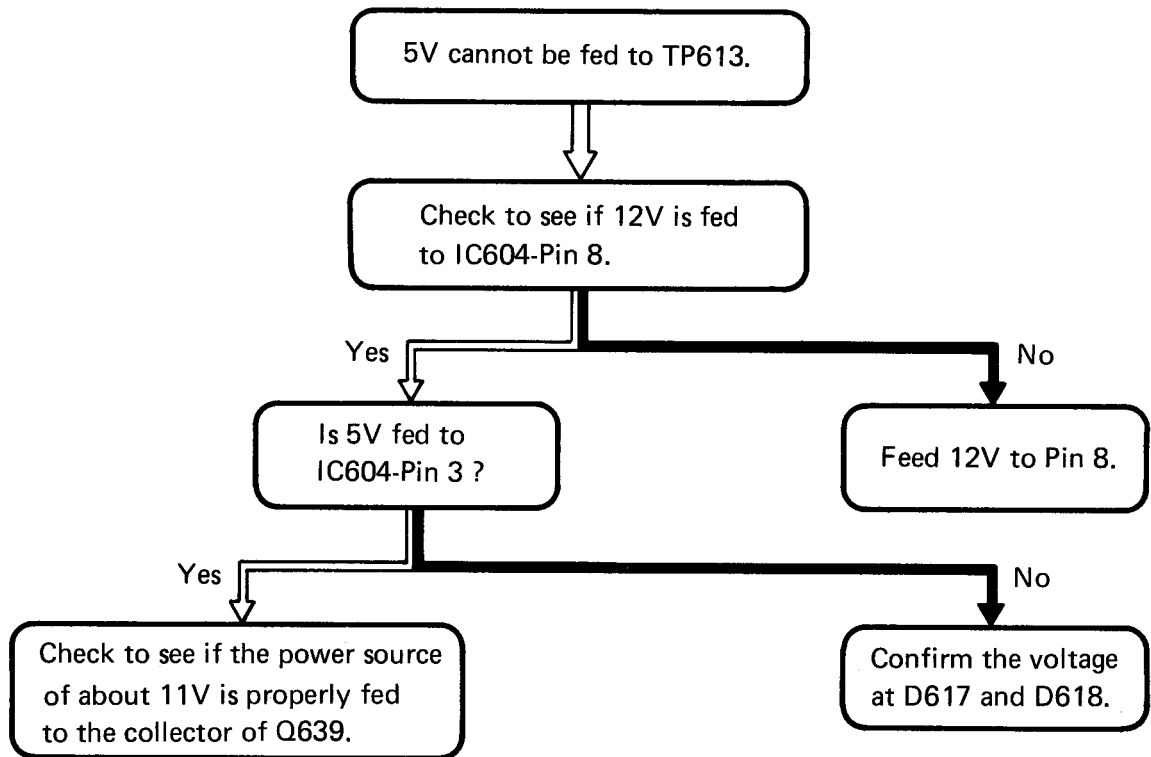 5V cannot be fed to TP613.
Check to see if 12V is fed
to IC604-Pin 8.
Yes
No
Is 5V fed to
IC604-Pin 3 ?
Feed 12V to Pin 8.
Yes
No
Check to see if the power source
of about 11V is properly fed
to the collector of Q639.
Confirm the voltage
at D617 and D618.